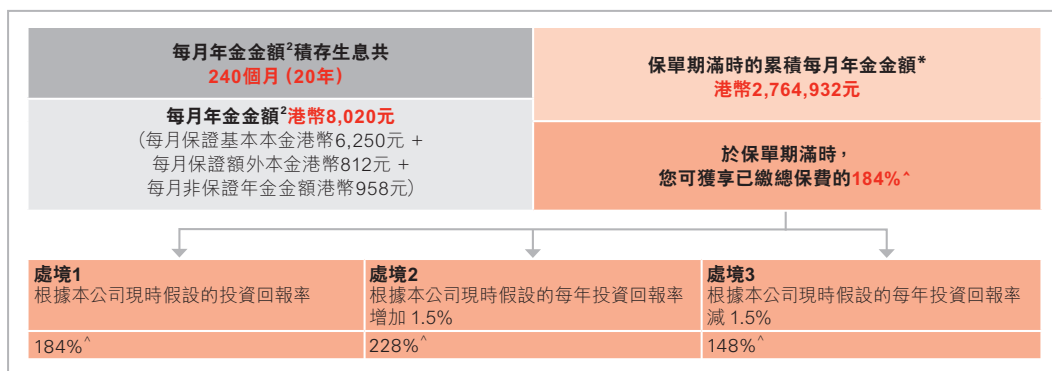 每月年金金額²積存生息共
240個月 (20年)
每月年金金額²港幣8,020元
(每月保證基本本金港幣6,250元 +
每月保證額外本金港幣812元 +
每月非保證年金金額港幣958元)
保單期滿時的累積每月年金金額*
港幣2,764,932元
於保單期滿時，
您可獲享已繳總保費的184%^
處境1
根據本公司現時假設的投資回報率
184%^
處境2
根據本公司現時假設的每年投資回報率
增加 1.5%
228%^
處境3
根據本公司現時假設的每年投資回報率
減 1.5%
148%^